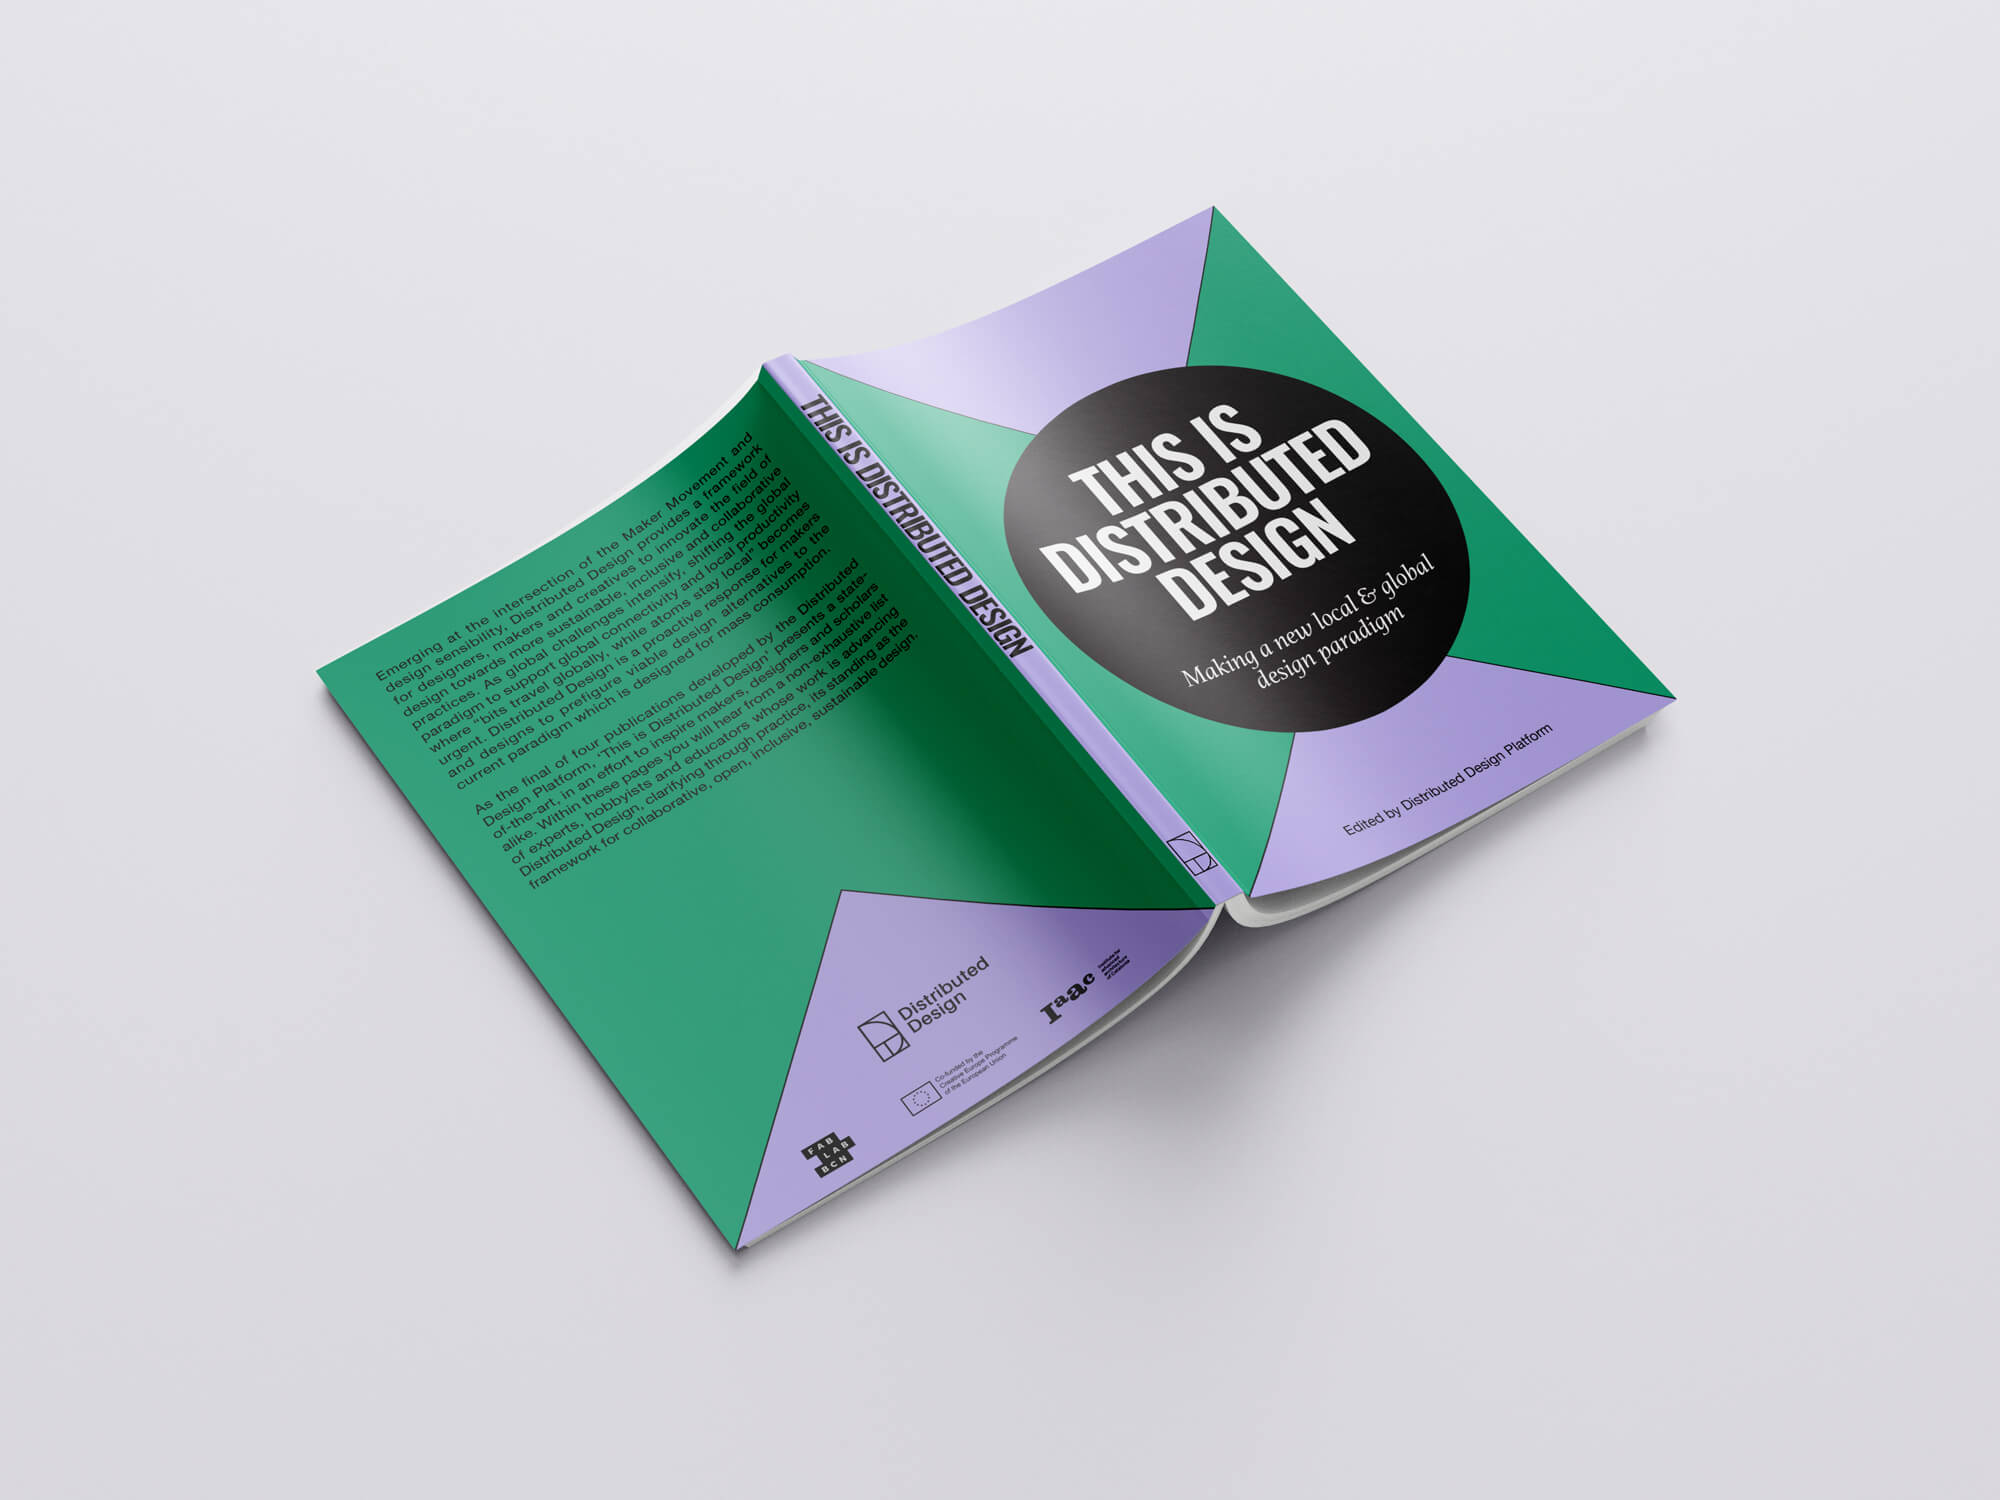 THIS IS
DISTRIBUTED
DESIGN
Making a new local & global
design paradigm
Edited by Distributed Design Platform
THIS IS DISTRIBUTED DESIGN
Emerging at the intersection of the Maker Movement and
design sensibility, Distributed Design provides a framework
for designers, makers and creatives to innovate the field of
design towards more sustainable, inclusive and collaborative
practices. As global challenges intensify, shifting the global
paradigm to support global connectivity and local productivity
where “bits travel globally, while atoms stay local” becomes
urgent. Distributed Design is a proactive response for makers
and designs to prefigure viable design alternatives to the
current paradigm which is designed for mass consumption.
As the final of four publications developed by the Distributed
Design Platform, ‘This is Distributed Design’ presents a state-
of-the-art, in an effort to inspire makers, designers and scholars
alike. Within these pages you will hear from a non-exhaustive list
of experts, hobbyists and educators whose work is advancing
Distributed Design, clarifying through practice, its standing as the
framework for collaborative, open, inclusive, sustainable design.
Distributed
Design
Iaac
Institute for
advanced
architecture
of Catalonia
Co-funded by the
Creative Europe Programme
of the European Union
FAB
LAB
BCN